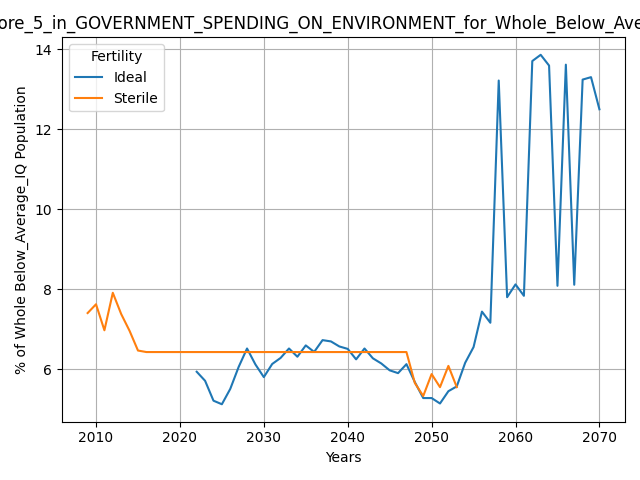 ore_5_in_GOVERNMENT_SPENDING_ON_ENVIRONMENT_for_Whole_Below_Ave
Fertility
Ideal
Sterile
% of Whole Below_Average_IQ Population
14
12
10
8
6
2010 2020 2030 2040 2050 2060 2070
Years